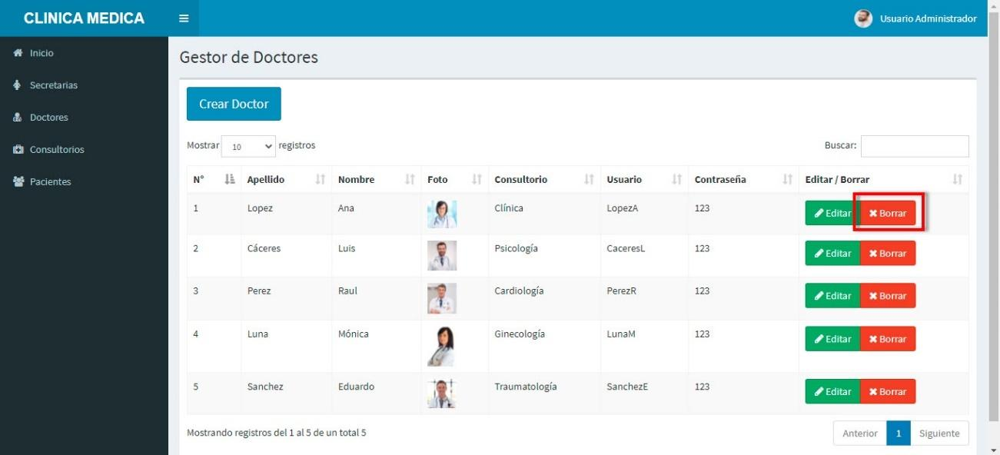 CLINICA MEDICA
Usuario Administrador
Inicio
Secretarias
Doctores
Consultorios
Pacientes
Gestor de Doctores
Crear Doctor
Mostrar 10 registros
Buscar:
N° Apellido Nombre Foto Consultorio Usuario Contraseña Editar / Borrar
1 Lopez Ana Clínica LopezA 123 Editar Borrar
2 Cáceres Luis Psicología CaceresL 123 Editar Borrar
3 Perez Raul Cardiología PerezR 123 Editar Borrar
4 Luna Mónica Ginecología LunaM 123 Editar Borrar
5 Sanchez Eduardo Traumatología SanchezE 123 Editar Borrar
Mostrando registros del 1 al 5 de un total 5
Anterior 1 Siguiente